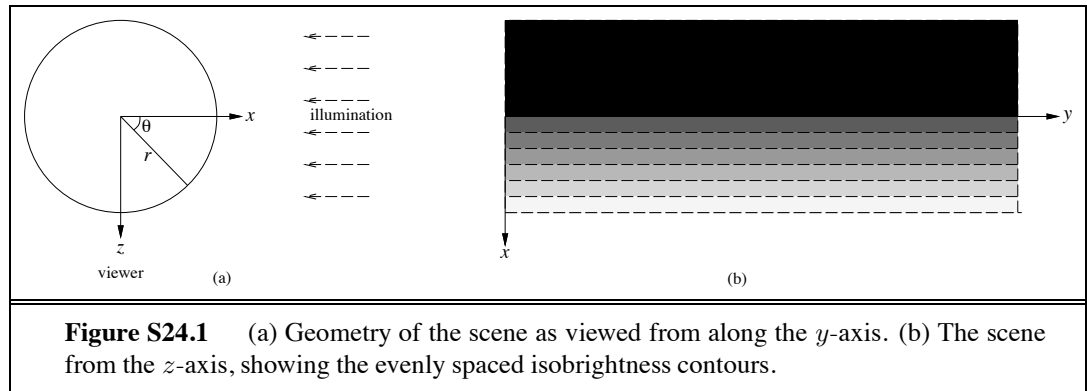 x
θ
r
z
viewer
(a)
illumination
y
x
(b)
Figure S24.1 (a) Geometry of the scene as viewed from along the y-axis. (b) The scene
from the z-axis, showing the evenly spaced isobrightness contours.